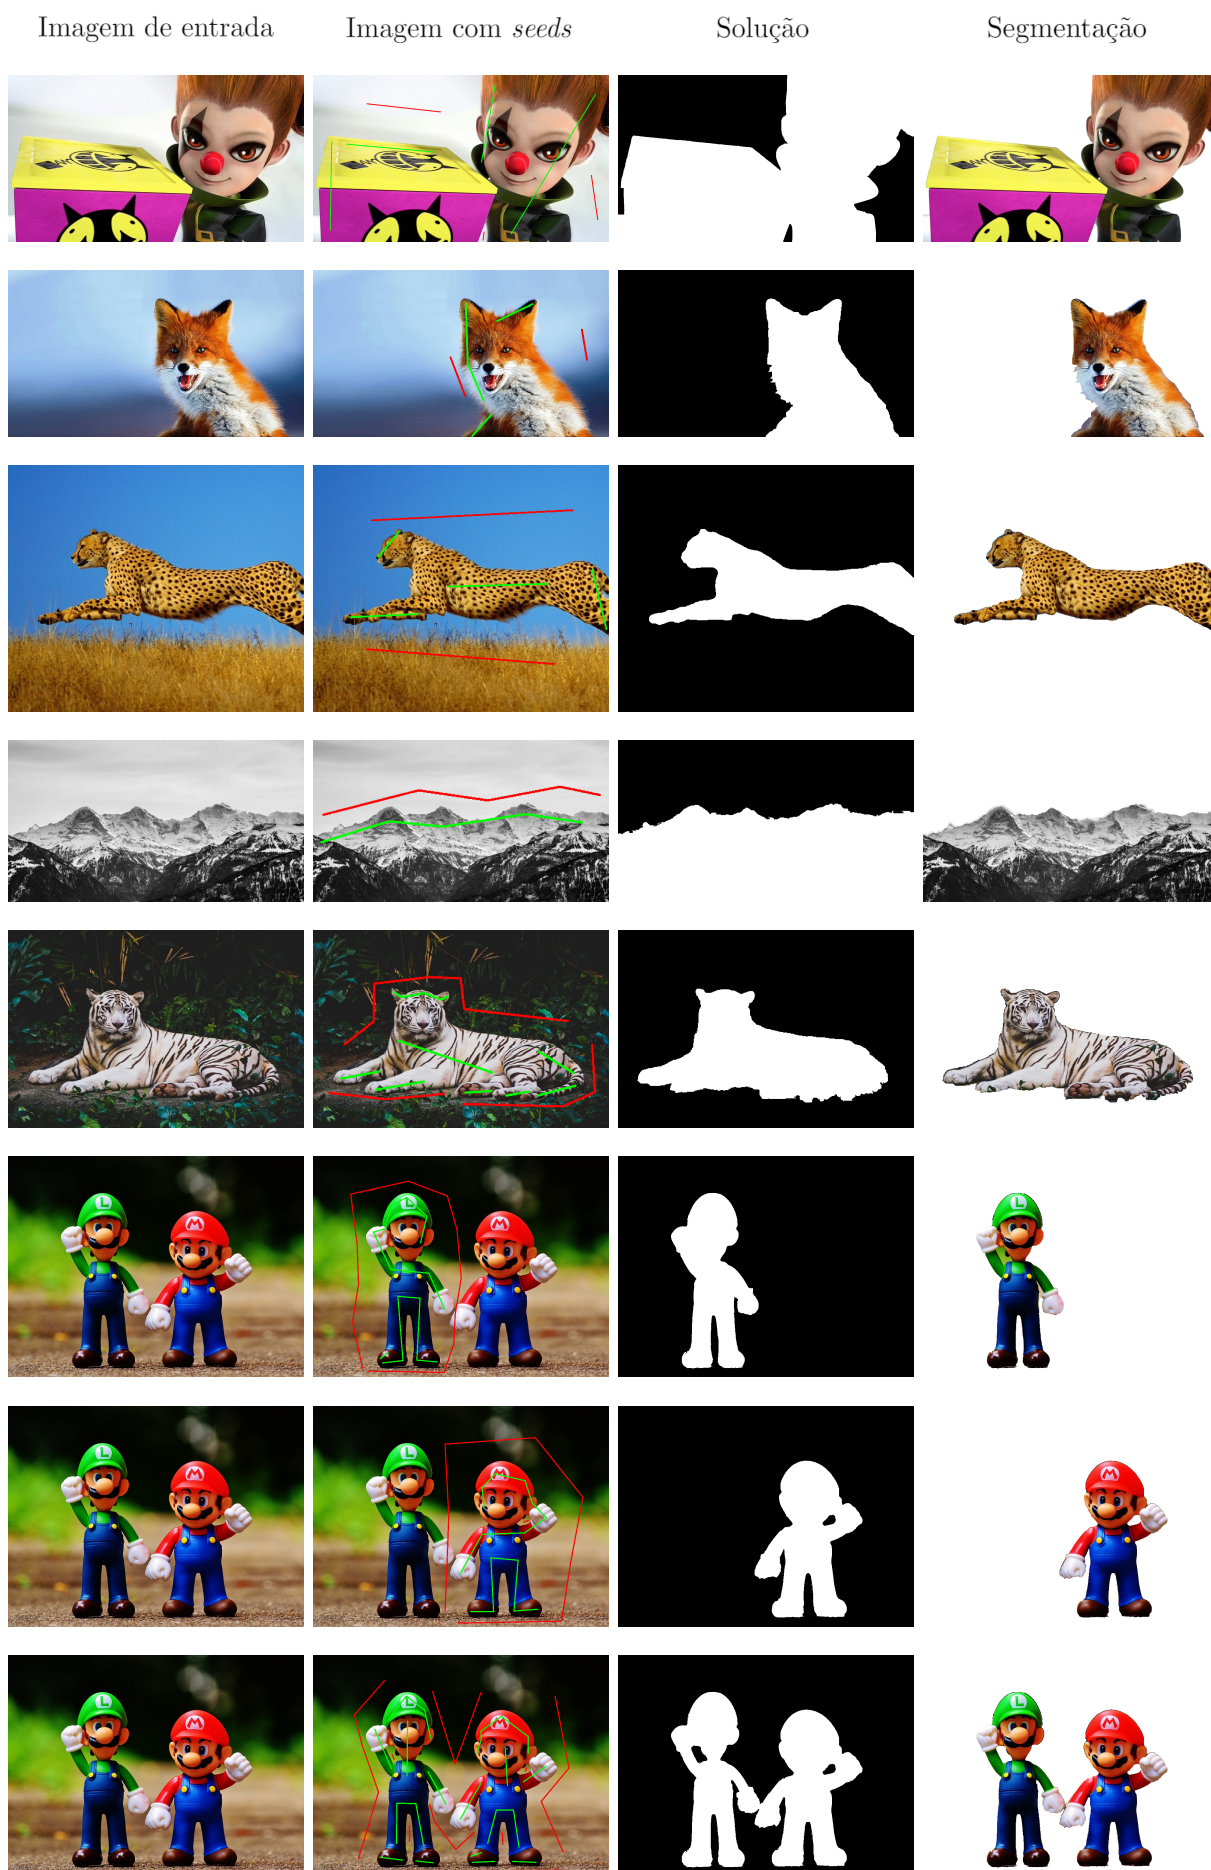 Imagem de entrada Imagem com seeds Solução Segmentação
L L L
M M
L L
M M M
L L L
M M M